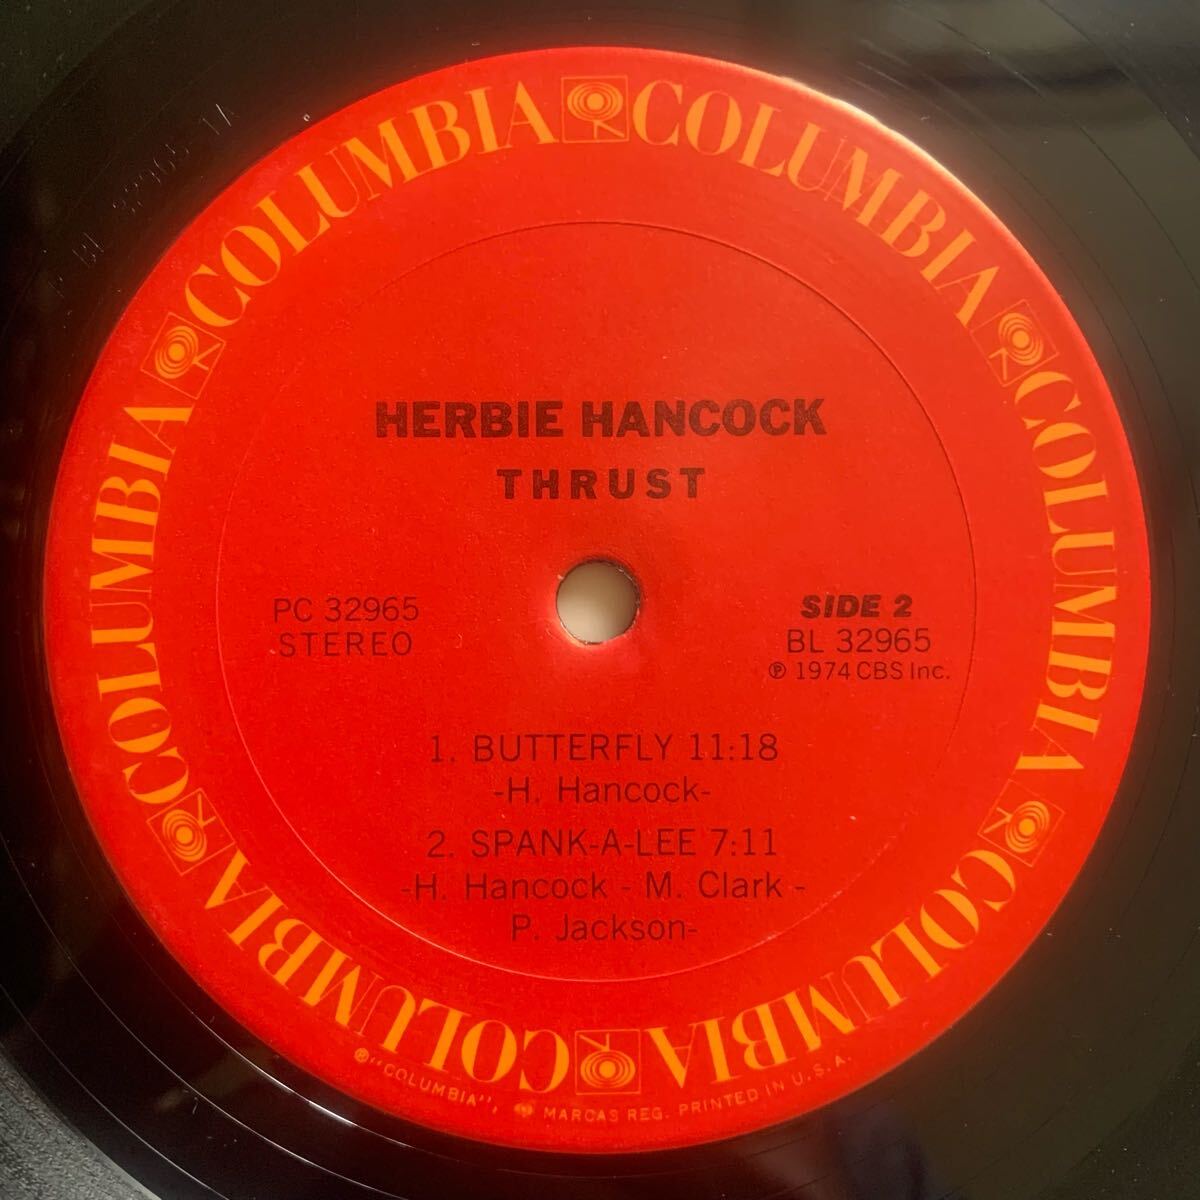 COLUMBIA COLUMBIA COLUMBIA COLUMBIA COLUMBIA COLUMBIA COLUMBIA COLUMBIA
HERBIE HANCOCK
THRUST
PC 32965
STEREO
SIDE 2
BL 32965
℗ 1974 CBS Inc.
1. BUTTERFLY 11:18
-H. Hancock-
2. SPANK-A-LEE 7:11
-H. Hancock - M. Clark -
P. Jackson-
®"COLUMBIA", MARCAS REG. PRINTED IN U.S.A.